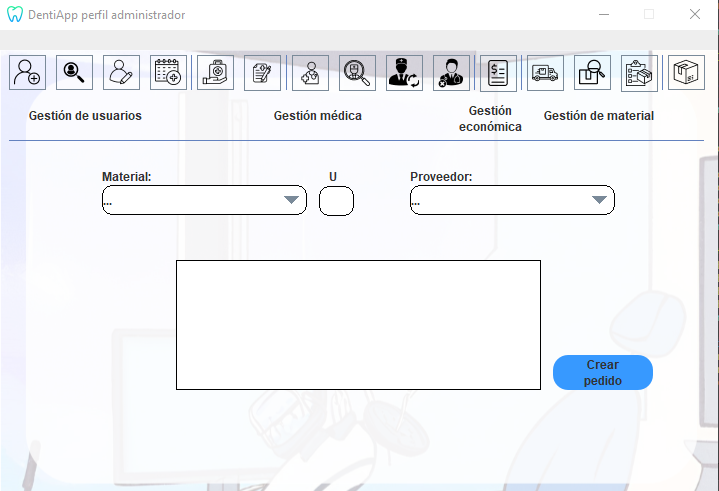 DentiApp perfil administrador
Gestión de usuarios
Gestión médica
Gestión
económica
Gestión de material
Material:
U
Proveedor:
...
...
Crear
pedido